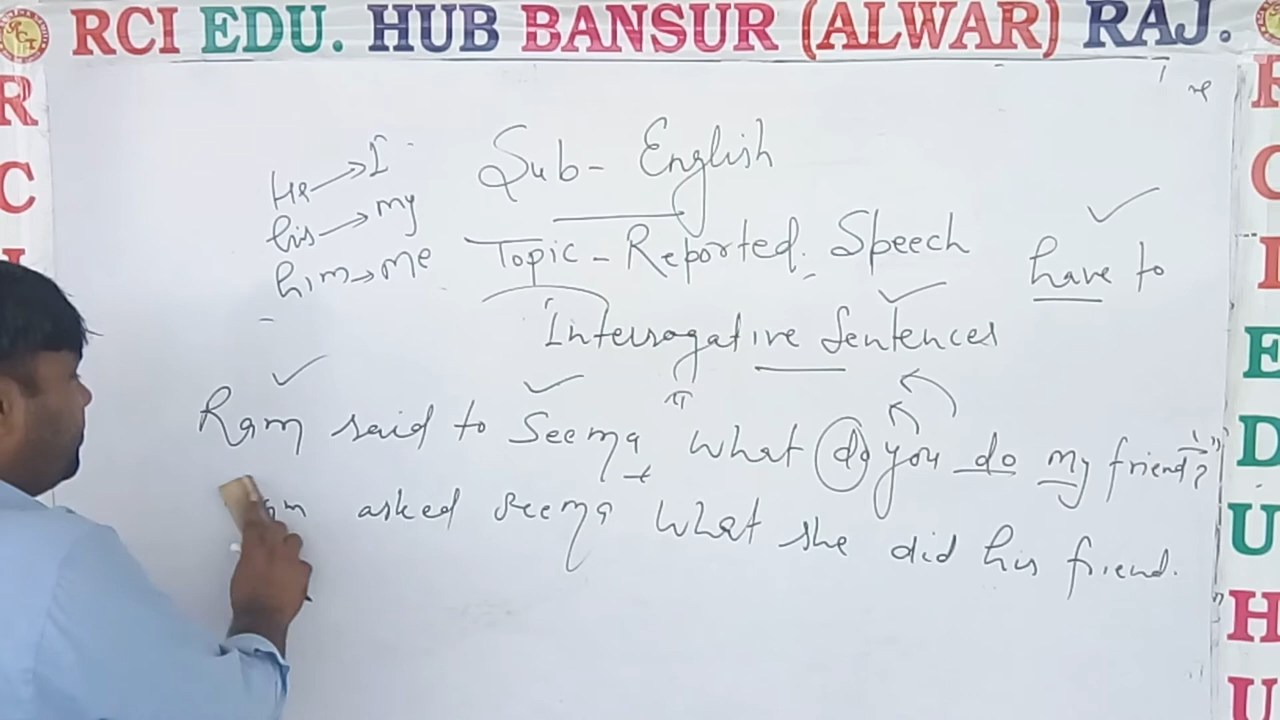 RCI EDU. HUB BANSUR (ALWAR) RAJ.
R
C
I
R
C
I
E
D
U
H
U
He → I
his → my
him → me
Sub- English
Topic - Reported Speech
have to
Interrogative Sentences
Ram said to Seema what do you do my friend?"
asked Seema what she did his friend.